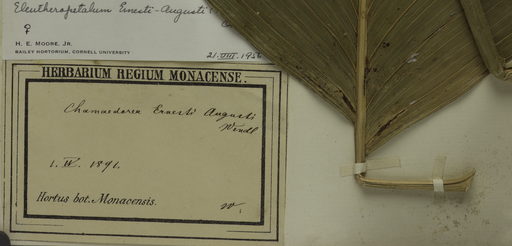 Eleutheropetalum Ernesti-Augusti
♀
H. E. MOORE, JR.
BAILEY HORTORIUM, CORNELL UNIVERSITY
21.VIII.1956
HERBARIUM REGIUM MONACENSE.
Chamaedorea Ernesti Augusti
Wendl
1. IV. 1891.
Hortus bot. Monacensis.